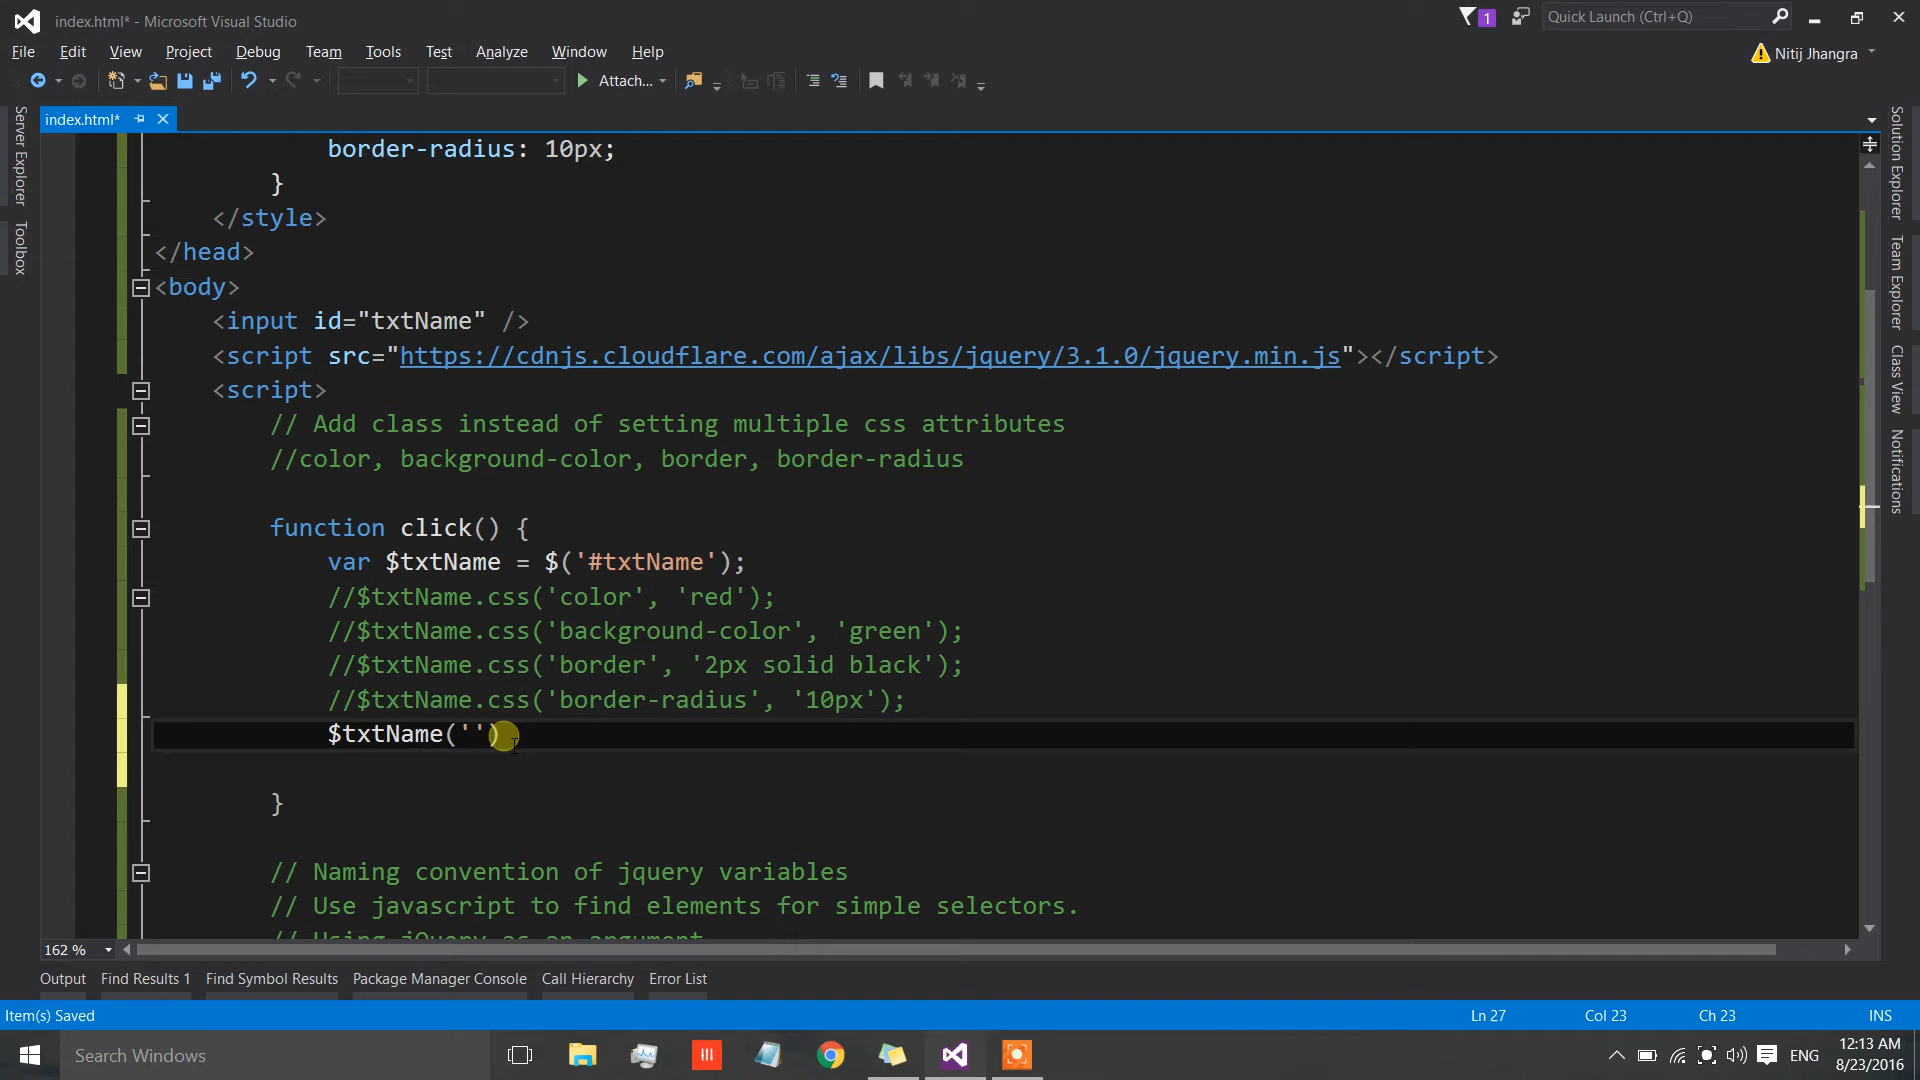 index.html* - Microsoft Visual Studio
1
Quick Launch (Ctrl+Q)
File Edit View Project Debug Team Tools Test Analyze Window Help
Nitij Jhangra
Attach...
index.html*
Server Explorer
Toolbox
Solution Explorer
Team Explorer
Class View
Notifications
border-radius: 10px;
}
</style>
</head>
<body>
<input id="txtName" />
<script src="https://cdnjs.cloudflare.com/ajax/libs/jquery/3.1.0/jquery.min.js"></script>
<script>
// Add class instead of setting multiple css attributes
//color, background-color, border, border-radius
function click() {
var $txtName = $('#txtName');
//$txtName.css('color', 'red');
//$txtName.css('background-color', 'green');
//$txtName.css('border', '2px solid black');
//$txtName.css('border-radius', '10px');
$txtName('')
}
// Naming convention of jquery variables
// Use javascript to find elements for simple selectors.
// Using jQuery as an argument
162 %
Output Find Results 1 Find Symbol Results Package Manager Console Call Hierarchy Error List
Item(s) Saved Ln 27 Col 23 Ch 23 INS
Search Windows
ENG
12:13 AM
8/23/2016